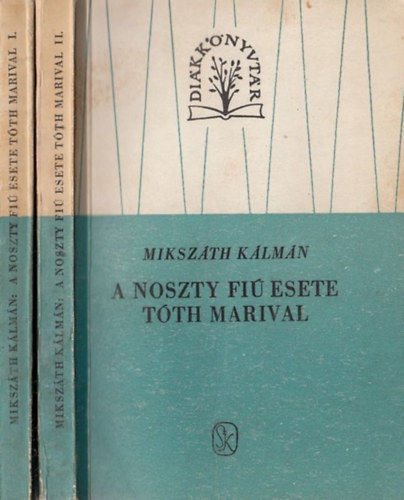 MIKSZÁTH KÁLMÁN: A NOSZTY FIÚ ESETE TÓTH MARIVAL I.
MIKSZÁTH KÁLMÁN: A NOSZTY FIÚ ESETE TÓTH MARIVAL II.
DIÁKKÖNYVTÁR
MIKSZÁTH KÁLMÁN
A NOSZTY FIÚ ESETE
TÓTH MARIVAL
SK